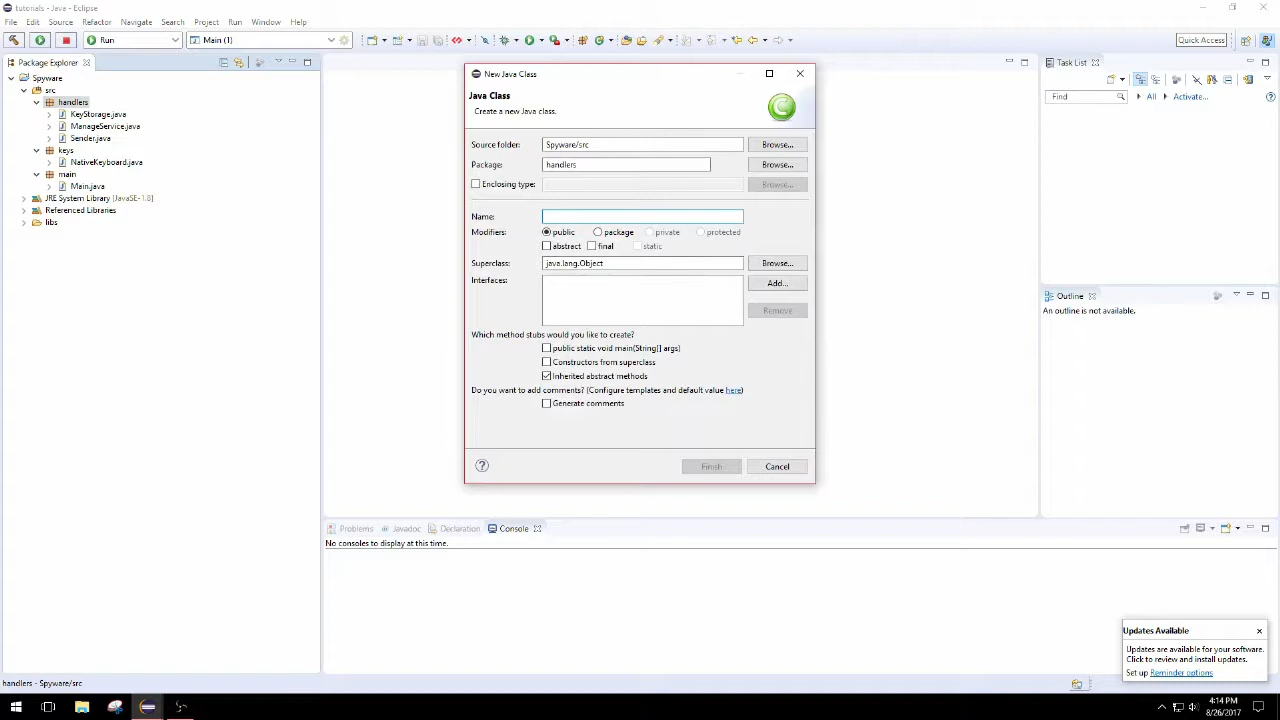 tutorials - Java - Eclipse
File Edit Source Refactor Navigate Search Project Run Window Help
Run Main (1) Quick Access
Package Explorer
Spyware
src
handlers
KeyStorage.java
ManageService.java
Sender.java
keys
NativeKeyboard.java
main
Main.java
JRE System Library [JavaSE-1.8]
Referenced Libraries
libs
New Java Class
Java Class
Create a new Java class.
Source folder: Spyware/src Browse...
Package: handlers Browse...
Enclosing type: Browse...
Name:
Modifiers: public package private protected
abstract final static
Superclass: java.lang.Object Browse...
Interfaces: Add...
Remove
Which method stubs would you like to create?
public static void main(String[] args)
Constructors from superclass
Inherited abstract methods
Do you want to add comments? (Configure templates and default value here)
Generate comments
Finish Cancel
Task List
Find All Activate...
Outline
An outline is not available.
Problems Javadoc Declaration Console
No consoles to display at this time.
Updates Available
Updates are available for your software.
Click to review and install updates.
Set up Reminder options
handlers - Spyware/src
4:14 PM
8/26/2017